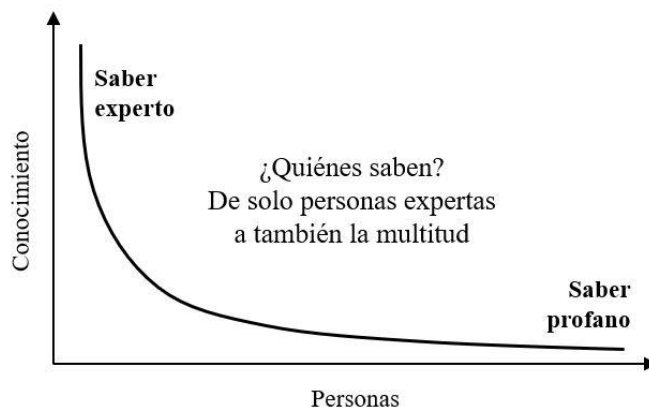 Saber
experto
¿Quiénes saben?
De solo personas expertas
a también la multitud
Saber
profano
Conocimiento
Personas